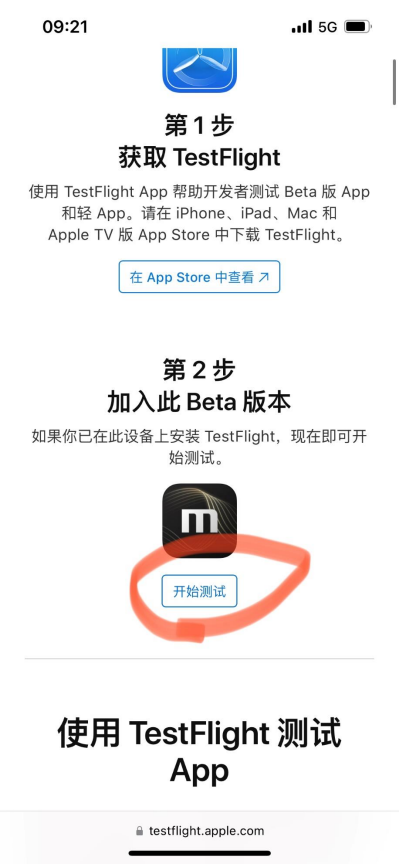 09:21
5G
第 1 步
获取 TestFlight
使用 TestFlight App 帮助开发者测试 Beta 版 App
和轻 App。请在 iPhone、iPad、Mac 和
Apple TV 版 App Store 中下载 TestFlight。
在 App Store 中查看 ↗
第 2 步
加入此 Beta 版本
如果你已在此设备上安装 TestFlight，现在即可开
始测试。
m
开始测试
使用 TestFlight 测试
App
testflight.apple.com